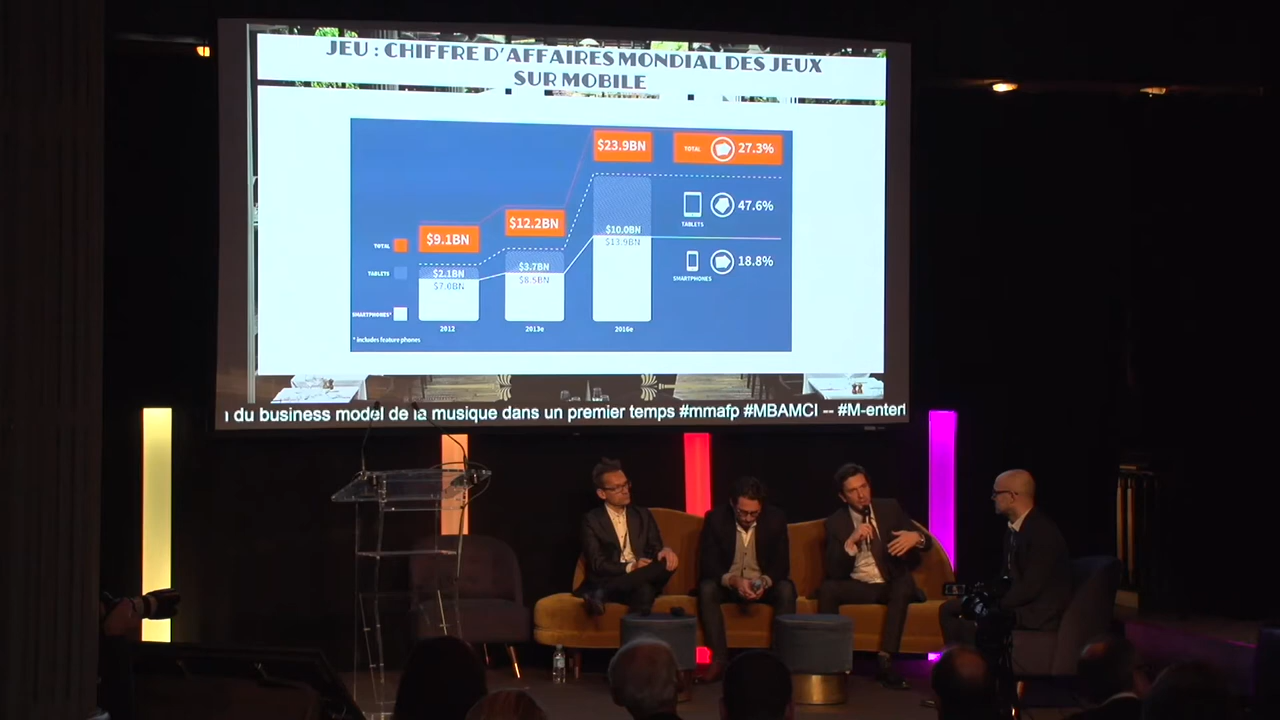 JEU : CHIFFRE D'AFFAIRES MONDIAL DES JEUX
SUR MOBILE
$23.9BN
TOTAL 27.3%
$12.2BN
$9.1BN
47.6%
TABLETS
$10.0BN
$13.9BN
TOTAL
TABLETS
$2.1BN
$7.0BN
$3.7BN
$8.5BN
18.8%
SMARTPHONES
SMARTPHONES*
2012 2013e 2016e
* Includes feature phones
du business model de la musique dans un premier temps #mmafp #MBAMCI -- #M-enter